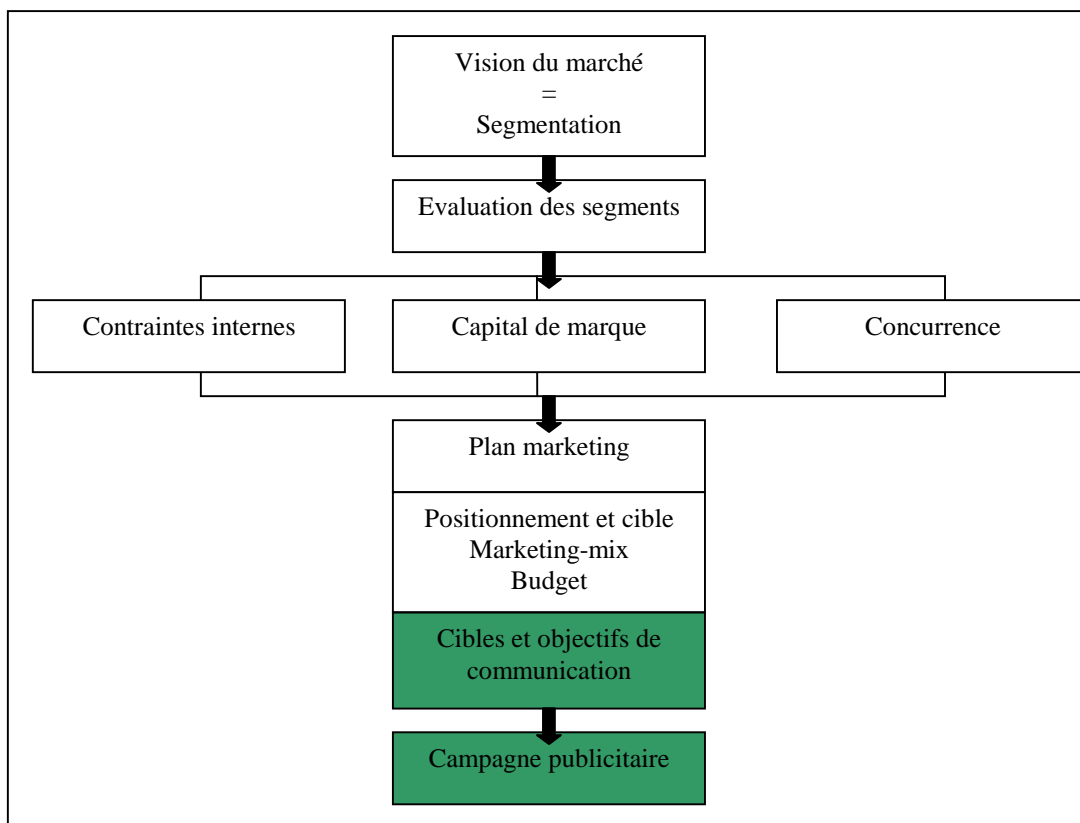 Vision du marché
=
Segmentation
Evaluation des segments
Contraintes internes
Capital de marque
Concurrence
Plan marketing
Positionnement et cible
Marketing-mix
Budget
Cibles et objectifs de
communication
Campagne publicitaire